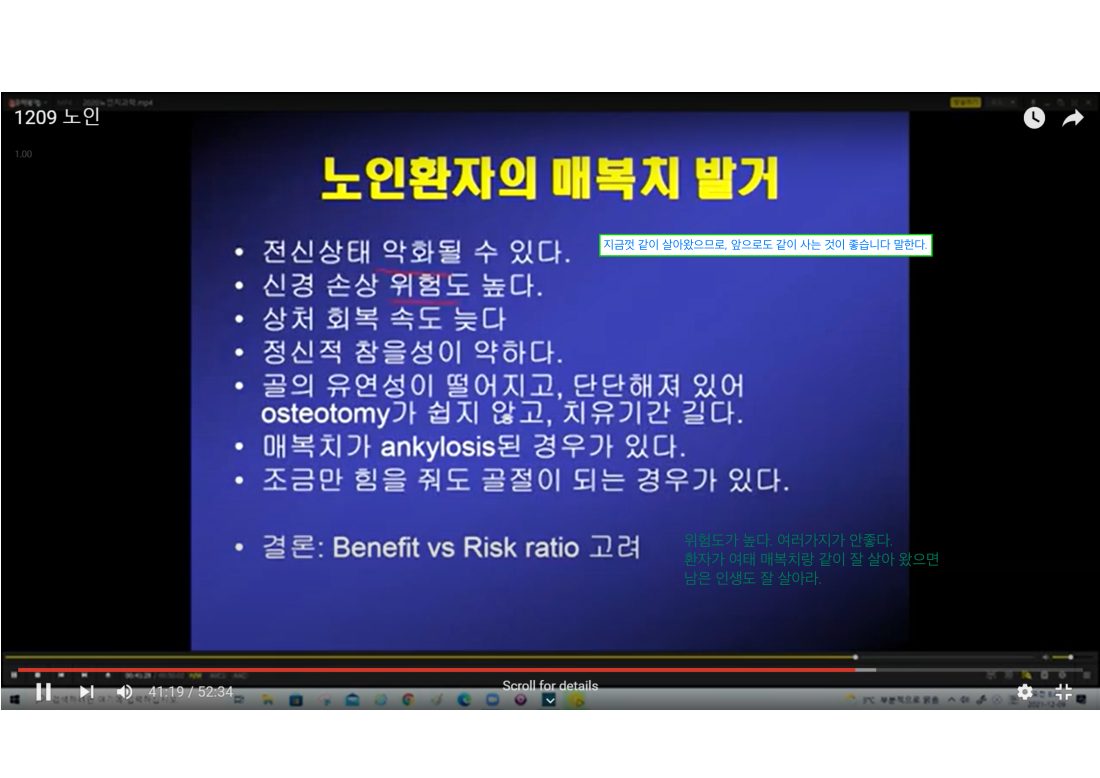 1209 노인
1.00
노인환자의 매복치 발거
• 전신상태 악화될 수 있다.
지금껏 같이 살아왔으므로, 앞으로도 같이 사는 것이 좋습니다 말한다.
• 신경 손상 위험도 높다.
• 상처 회복 속도 늦다
• 정신적 참을성이 약하다.
• 골의 유연성이 떨어지고, 단단해져 있어
osteotomy가 쉽지 않고, 치유기간 길다.
• 매복치가 ankylosis된 경우가 있다.
• 조금만 힘을 줘도 골절이 되는 경우가 있다.
• 결론: Benefit vs Risk ratio 고려
위험도가 높다. 여러가지가 안좋다.
환자가 여태 매복치랑 같이 잘 살아 왔으면
남은 인생도 잘 살아라.
41:19 / 52:34
Scroll for details
2021-12-09